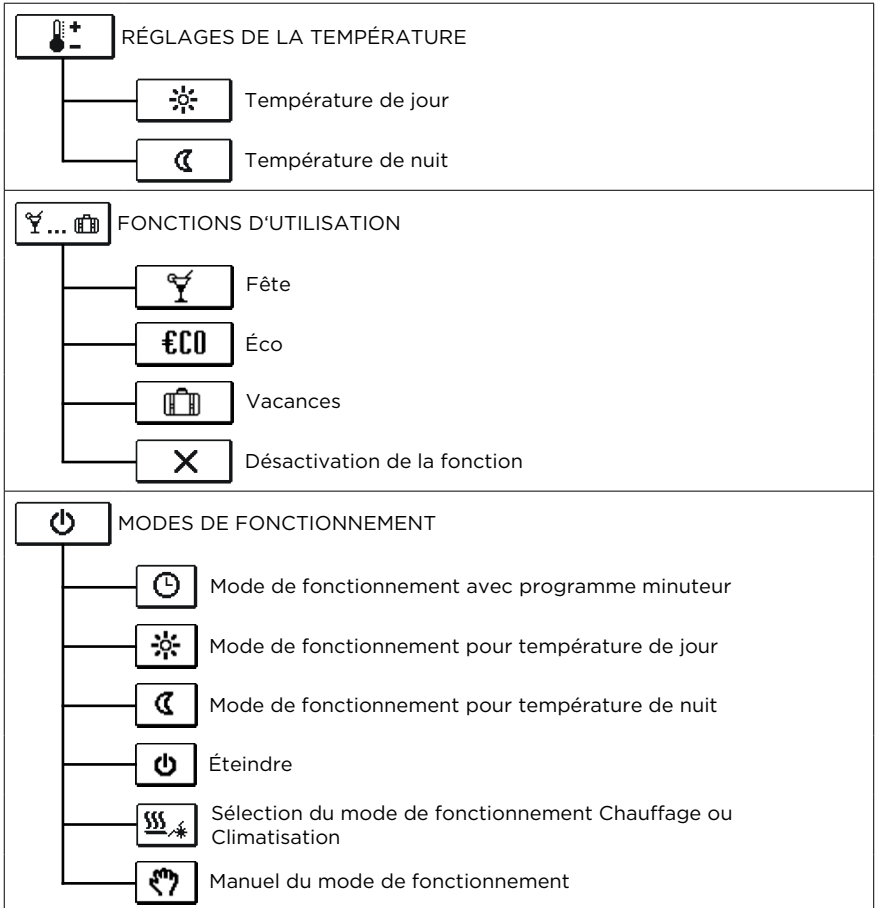 RÉGLAGES DE LA TEMPÉRATURE
Température de jour
Température de nuit
... FONCTIONS D‘UTILISATION
Fête
€CO Éco
Vacances
Désactivation de la fonction
MODES DE FONCTIONNEMENT
Mode de fonctionnement avec programme minuteur
Mode de fonctionnement pour température de jour
Mode de fonctionnement pour température de nuit
Éteindre
Sélection du mode de fonctionnement Chauffage ou
Climatisation
Manuel du mode de fonctionnement